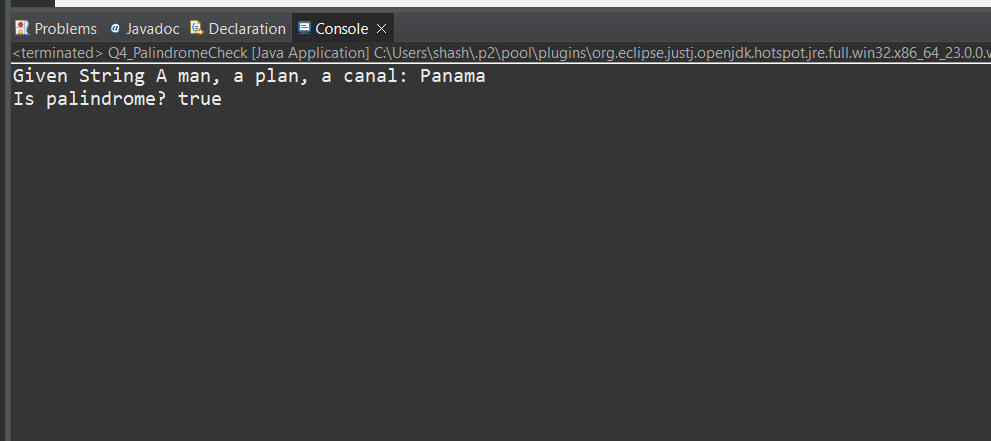 Problems @ Javadoc Declaration Console
<terminated> Q4_PalindromeCheck [Java Application] C:\Users\shash\.p2\pool\plugins\org.eclipse.justj.openjdk.hotspot.jre.full.win32.x86_64_23.0.0.v
Given String A man, a plan, a canal: Panama
Is palindrome? true